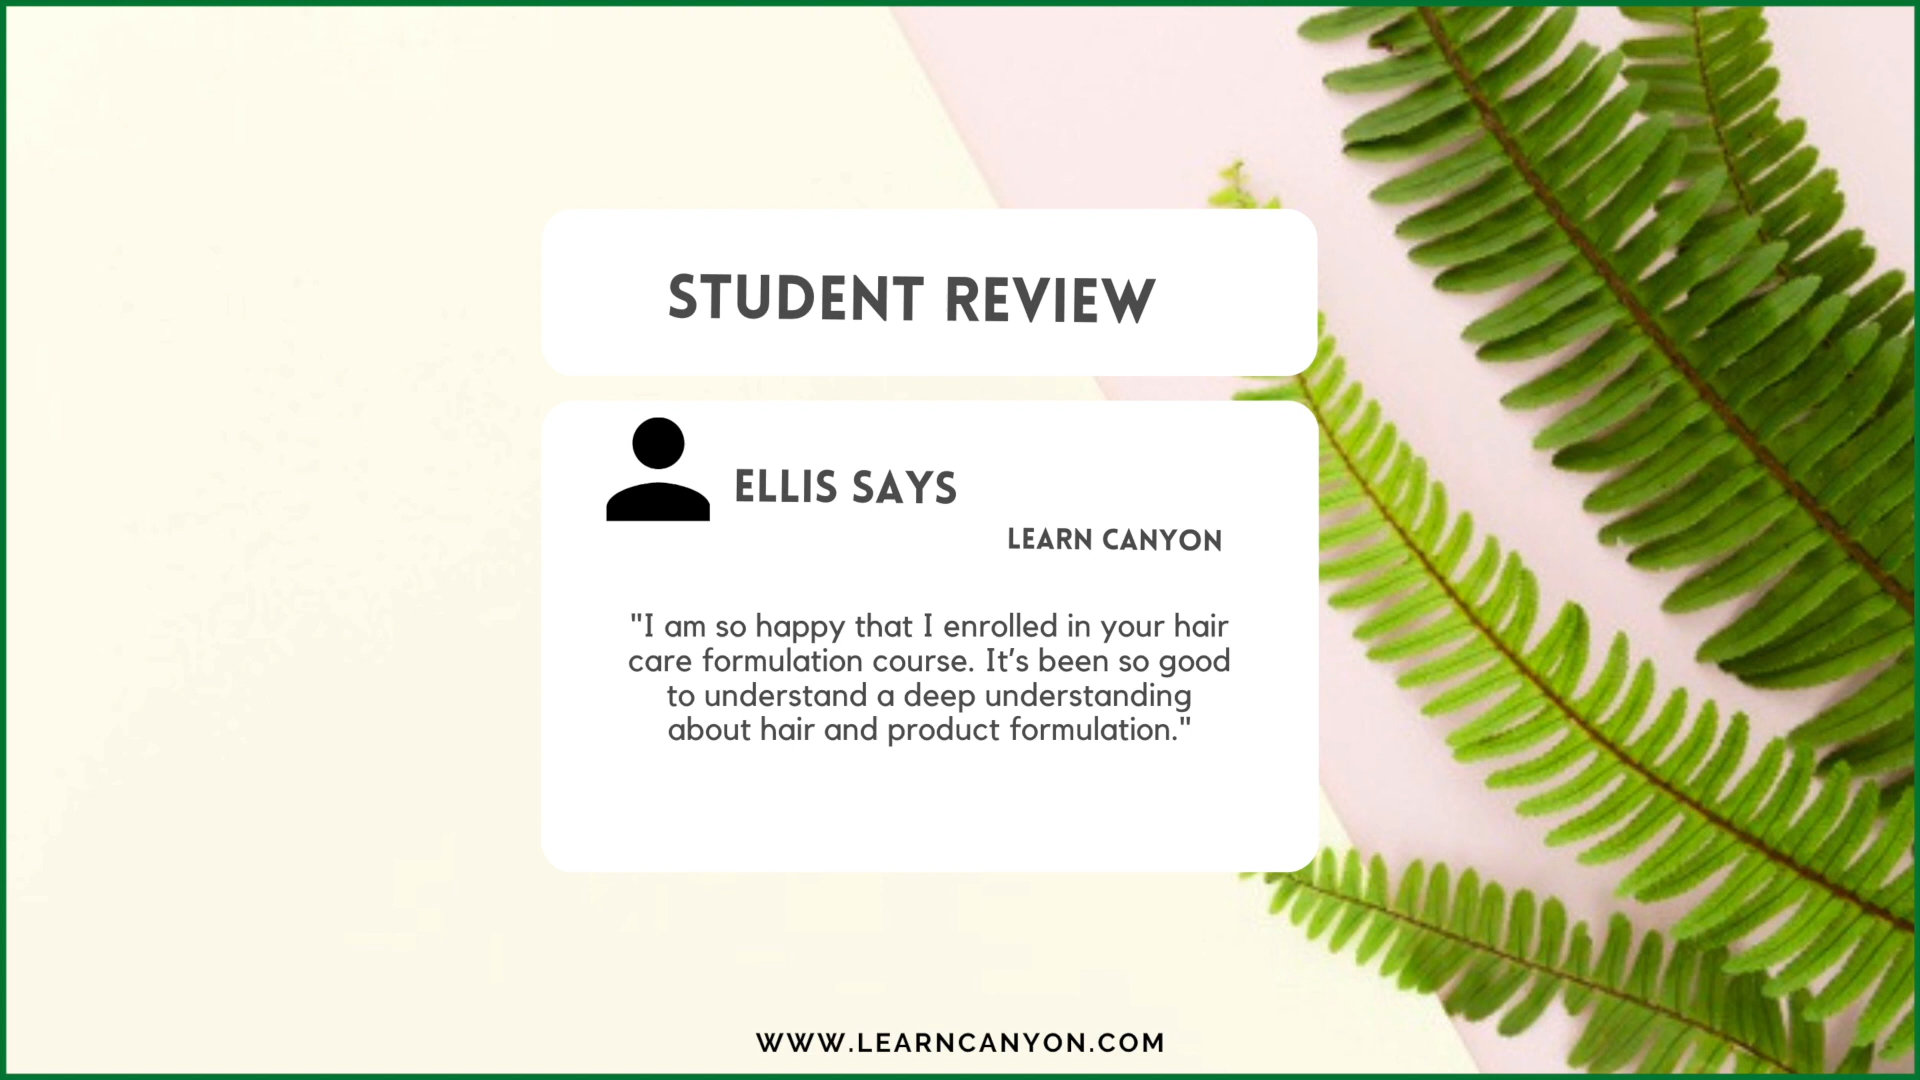 STUDENT REVIEW
ELLIS SAYS
LEARN CANYON
"I am so happy that I enrolled in your hair
care formulation course. It's been so good
to understand a deep understanding
about hair and product formulation."
WWW.LEARNCANYON.COM